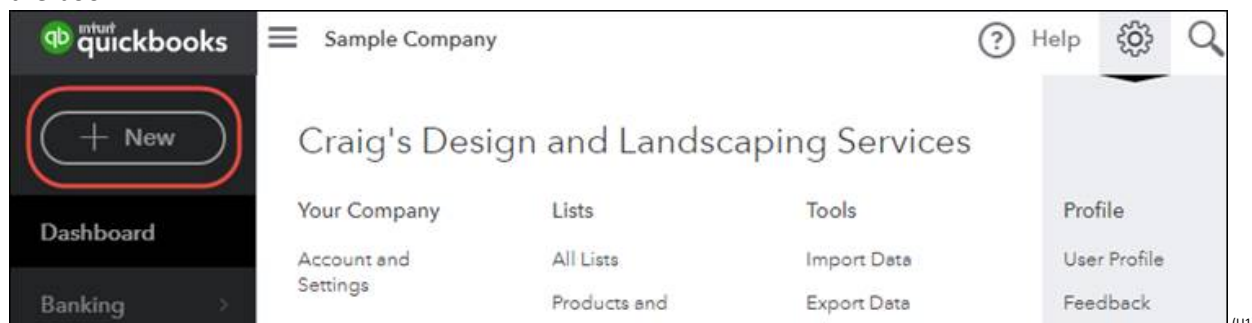 intuit quickbooks
Sample Company
Help
+ New
Craig's Design and Landscaping Services
Dashboard
Your Company
Lists
Tools
Profile
Account and
Settings
All Lists
Import Data
User Profile
Banking
Products and
Export Data
Feedback